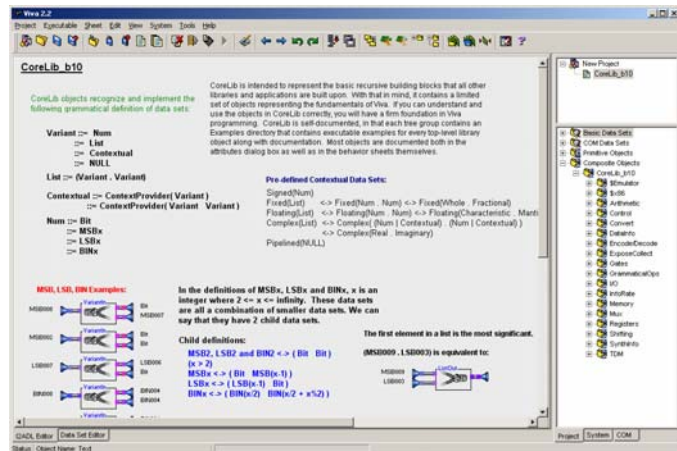 Viva 2.2
Project Executable Sheet Edit View System Tools Help
CoreLib_b10
CoreLib objects recognize and implement the
following grammatical definition of data sets:
CoreLib is intended to represent the basic recursive building blocks that all other
libraries and applications are built upon. With that in mind, it contains a limited
set of objects representing the fundamentals of Viva. If you can understand and
use the objects in CoreLib correctly, you will have a firm foundation in Viva
programming. CoreLib is self-documented, in that each tree group contains an
Examples directory that contains executable examples for every top-level library
object along with documentation. Most objects are documented both in the
attributes dialog box as well as in the behavior sheets themselves.
Variant ::= Num
::= List
::= Contextual
::= NULL
List ::= (Variant . Variant)
Contextual ::= ContextProvider( Variant )
::= ContextProvider( Variant Variant )
Num ::= Bit
::= MSBx
::= LSBx
::= BINx
Pre-defined Contextual Data Sets:
Signed(Num)
Fixed(List) <-> Fixed(Num . Num) <-> Fixed(Whole . Fractional)
Floating(List) <-> Floating(Num . Num) <-> Floating(Characteristic . Manti
Complex(List) <-> Complex( (Num | Contextual) . (Num | Contextual) )
<-> Complex(Real . Imaginary)
Pipelined(NULL)
MSB, LSB, BIN Examples:
MSB008
Variant
Bit
MSB007
MSB002
Variant
Bit
Bit
LSB007
Variant
LSB006
Bit
BIN008
Variant
BIN004
BIN004
Variant
In the definitions of MSBx, LSBx and BINx, x is an
integer where 2 <= x <= infinity. These data sets
are all a combination of smaller data sets. We can
say that they have 2 child data sets.
Child definitions:
MSB2, LSB2 and BIN2 <-> ( Bit Bit )
(x > 2)
MSBx <-> ( Bit MSB(x-1) )
LSBx <-> ( LSB(x-1) Bit )
BINx <-> ( BIN(x/2) BIN(x/2 + x%2) )
The first element in a list is the most significant.
(MSB009 . LSB003) is equivalent to:
MSB009
LSB003
ListOut
New Project
CoreLib_b10
Basic Data Sets
COM Data Sets
Primitive Objects
Composite Objects
CoreLib_b10
$Emulator
$x86
Arithmetic
Control
Convert
DataInfo
EncodeDecode
ExposeCollect
Gates
GrammaticalOps
I/O
InfoRate
Memory
Mux
Registers
Shifting
SynthInfo
TDM
I2ADL Editor Data Set Editor
Project System COM
Status Object Name: Text